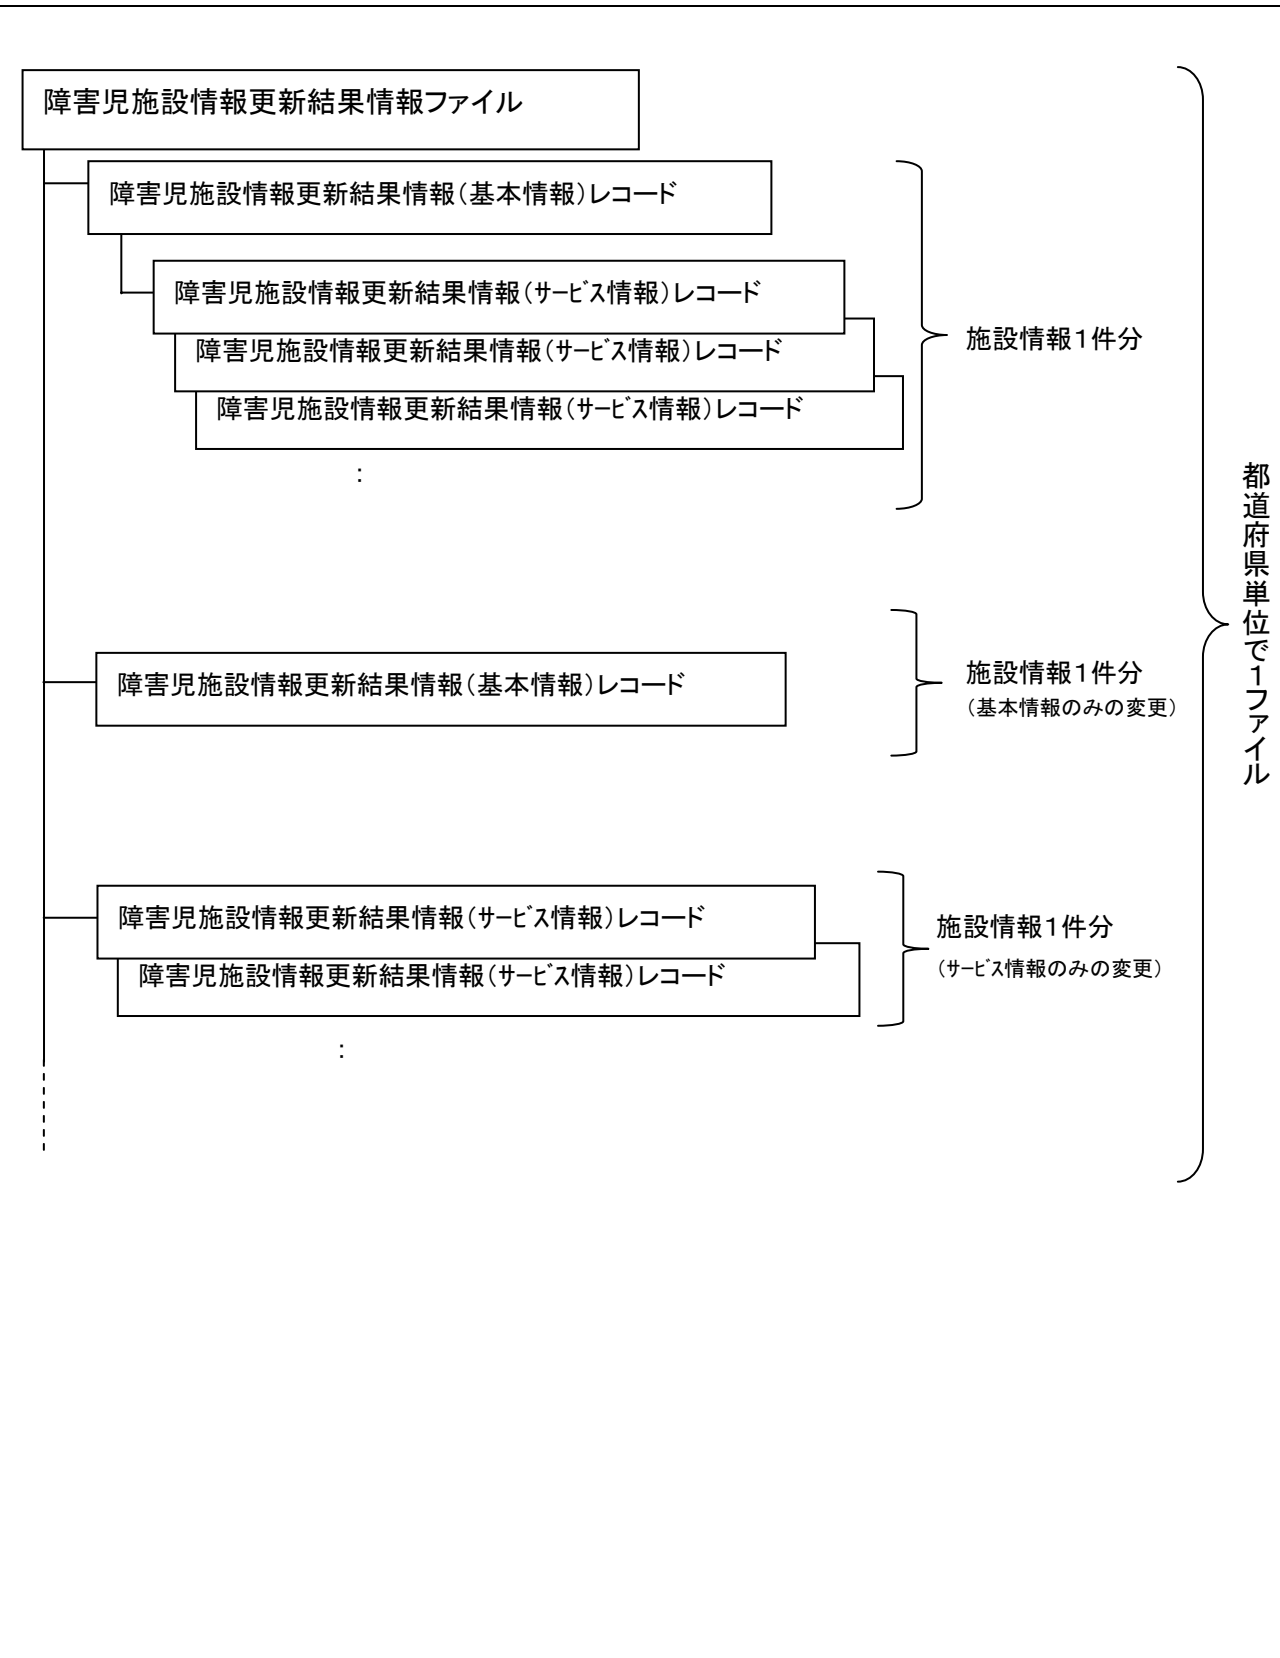 障害児施設情報更新結果情報ファイル
障害児施設情報更新結果情報（基本情報）レコード
障害児施設情報更新結果情報（ｻｰﾋﾞｽ情報）レコード
障害児施設情報更新結果情報（ｻｰﾋﾞｽ情報）レコード
障害児施設情報更新結果情報（ｻｰﾋﾞｽ情報）レコード
：
施設情報１件分
障害児施設情報更新結果情報（基本情報）レコード
施設情報１件分
（基本情報のみの変更）
障害児施設情報更新結果情報（ｻｰﾋﾞｽ情報）レコード
障害児施設情報更新結果情報（ｻｰﾋﾞｽ情報）レコード
：
施設情報１件分
（ｻｰﾋﾞｽ情報のみの変更）
都道府県単位で１ファイル